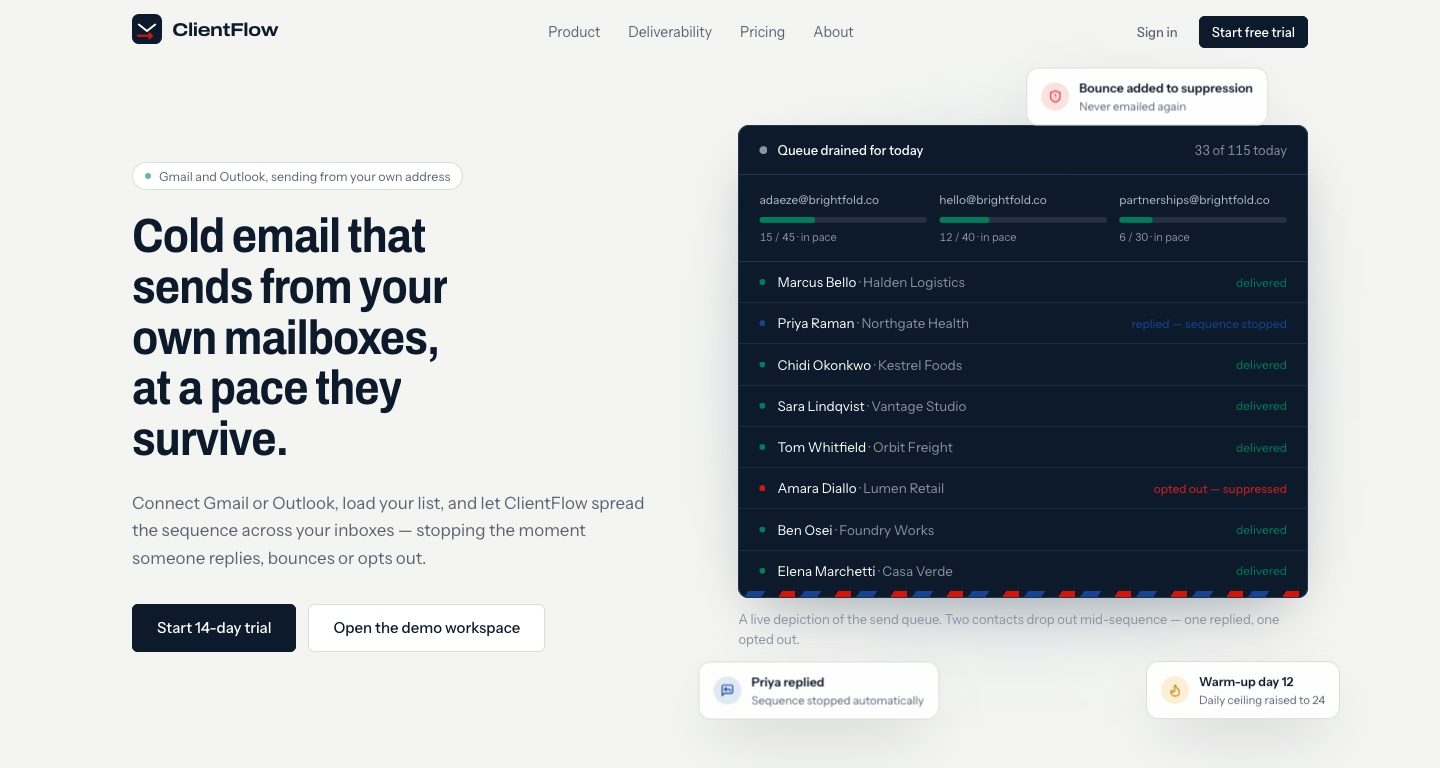 ClientFlow
Product
Deliverability
Pricing
About
Sign in
Start free trial
Bounce added to suppression
Never emailed again
Gmail and Outlook, sending from your own address
Cold email that
sends from your
own mailboxes,
at a pace they
survive.
Connect Gmail or Outlook, load your list, and let ClientFlow spread
the sequence across your inboxes — stopping the moment
someone replies, bounces or opts out.
Start 14-day trial
Open the demo workspace
Queue drained for today
33 of 115 today
adaeze@brightfold.co
hello@brightfold.co
partnerships@brightfold.co
15 / 45 · in pace
12 / 40 · in pace
6 / 30 · in pace
Marcus Bello · Halden Logistics
delivered
Priya Raman · Northgate Health
replied — sequence stopped
Chidi Okonkwo · Kestrel Foods
delivered
Sara Lindqvist · Vantage Studio
delivered
Tom Whitfield · Orbit Freight
delivered
Amara Diallo · Lumen Retail
opted out — suppressed
Ben Osei · Foundry Works
delivered
Elena Marchetti · Casa Verde
delivered
A live depiction of the send queue. Two contacts drop out mid-sequence — one replied, one
opted out.
Priya replied
Sequence stopped automatically
Warm-up day 12
Daily ceiling raised to 24